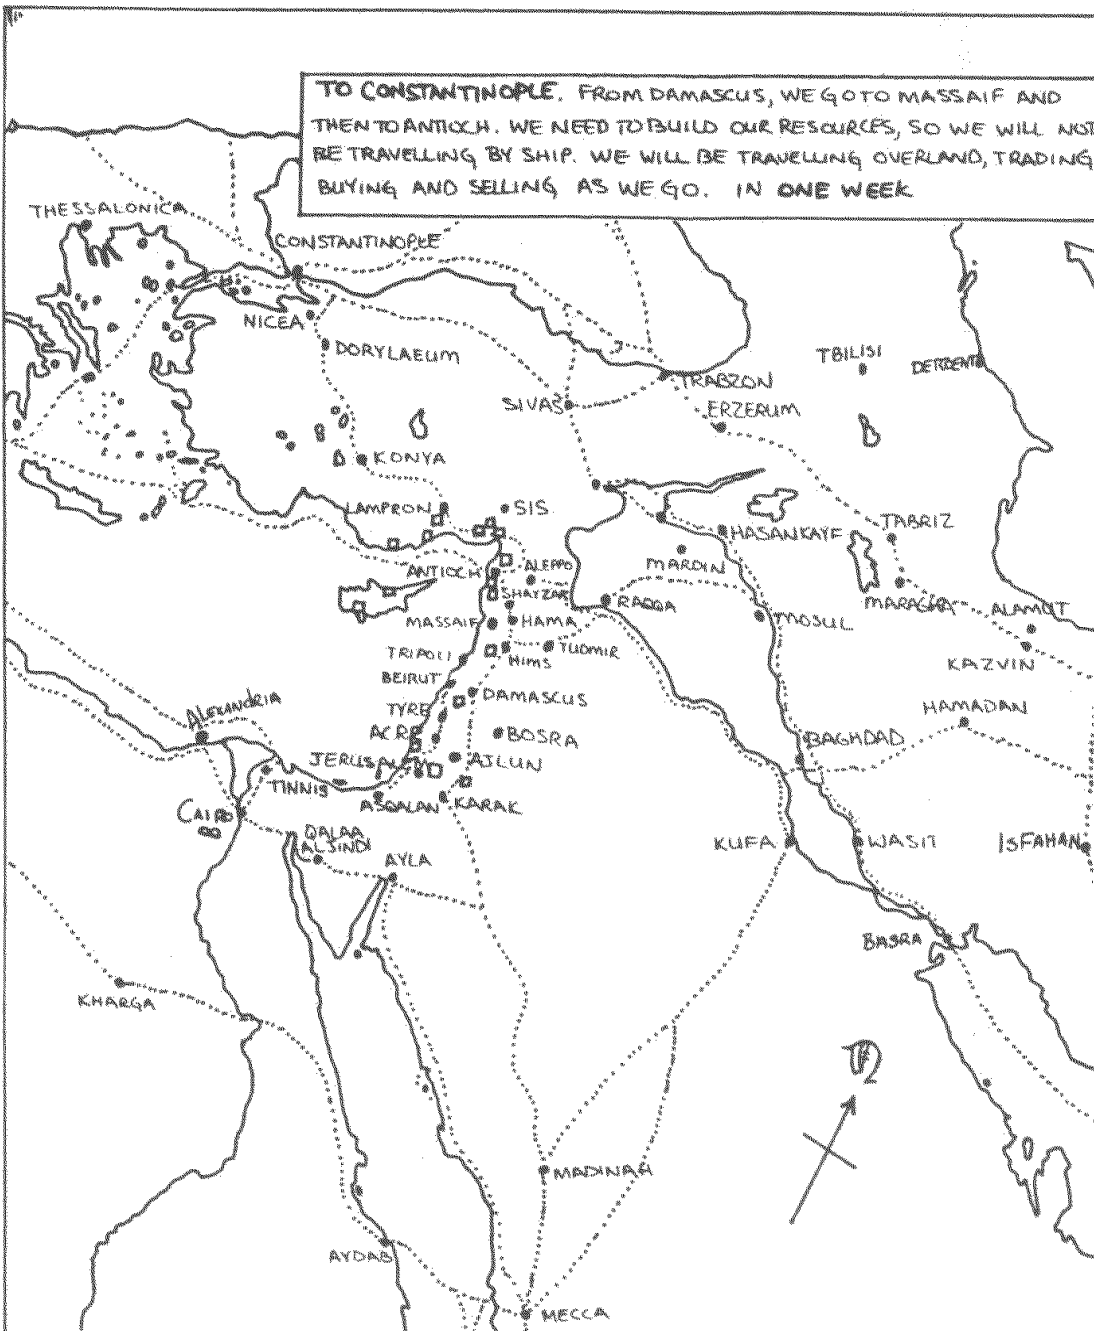 TO CONSTANTINOPLE. FROM DAMASCUS, WE GO TO MASSAIF AND
THEN TO ANTIOCH. WE NEED TO BUILD OUR RESOURCES, SO WE WILL NOT
BE TRAVELLING BY SHIP. WE WILL BE TRAVELLING OVERLAND, TRADING,
BUYING AND SELLING AS WE GO. IN ONE WEEK
THESSALONICA
CONSTANTINOPLE
NICEA
DORYLAEUM
TBILISI
DERBENT
TRABZON
SIVAS
ERZERUM
KONYA
LAMPRON
SIS
HASANKAYF
TABRIZ
MARDIN
ANTIOCH
ALEPPO
SHAYZAR
RAQQA
MARAGHA
ALAMUT
MASSAIF
HAMA
MOSUL
TRIPOLI
HIMS
TUDMIR
KAZVIN
BEIRUT
DAMASCUS
ALEXANDRIA
TYRE
HAMADAN
ACRE
BOSRA
BAGHDAD
JERUSALEM
AJLUN
TINNIS
ASQALAN
KARAK
CAIRO
QALAA
ALSINDI
AYLA
KUFA
WASIT
ISFAHAN
BASRA
KHARGA
MADINAH
AYDAB
MECCA